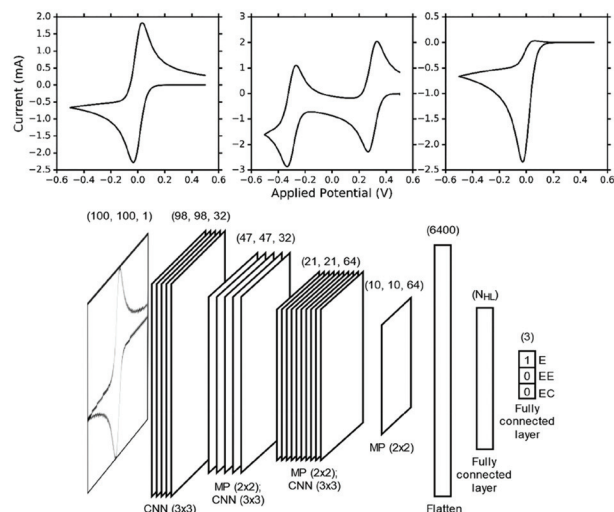 2.0
1.5
1.0
0.5
0.0
−0.5
−1.0
−1.5
−2.0
−2.5
−0.6 −0.4 −0.2 0.0 0.2 0.4 0.6
Current (mA)
3
2
1
0
−1
−2
−3
−0.6 −0.4 −0.2 0.0 0.2 0.4 0.6
Applied Potential (V)
0.5
0.0
−0.5
−1.0
−1.5
−2.0
−2.5
−0.6 −0.4 −0.2 0.0 0.2 0.4 0.6
(100, 100, 1)
(98, 98, 32)
(47, 47, 32)
(21, 21, 64)
(10, 10, 64)
(6400)
(NHL)
(3)
1 E
0 EE
0 EC
Fully
connected
layer
Fully
connected
layer
Flatten
MP (2x2)
MP (2x2);
CNN (3x3)
MP (2x2);
CNN (3x3)
CNN (3x3)